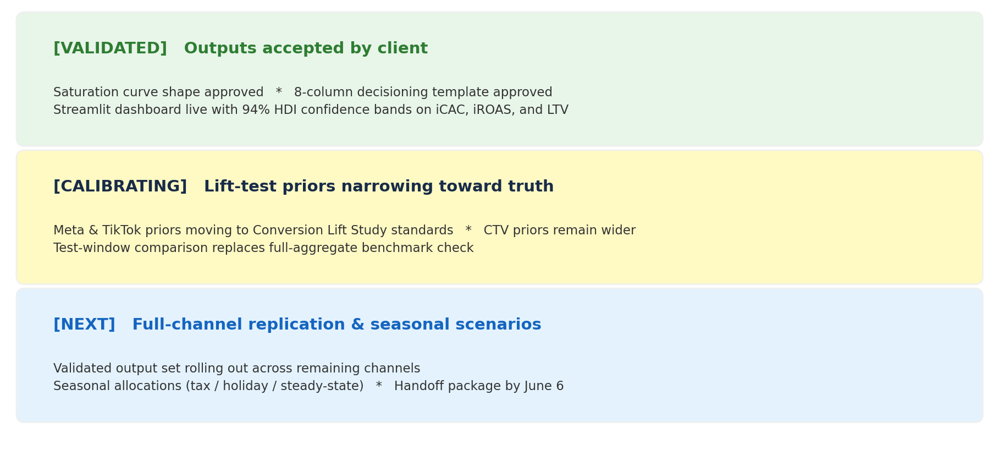 [VALIDATED]   Outputs accepted by client
Saturation curve shape approved   *   8-column decisioning template approved
Streamlit dashboard live with 94% HDI confidence bands on iCAC, iROAS, and LTV
[CALIBRATING]   Lift-test priors narrowing toward truth
Meta & TikTok priors moving to Conversion Lift Study standards   *   CTV priors remain wider
Test-window comparison replaces full-aggregate benchmark check
[NEXT]   Full-channel replication & seasonal scenarios
Validated output set rolling out across remaining channels
Seasonal allocations (tax / holiday / steady-state)   *   Handoff package by June 6